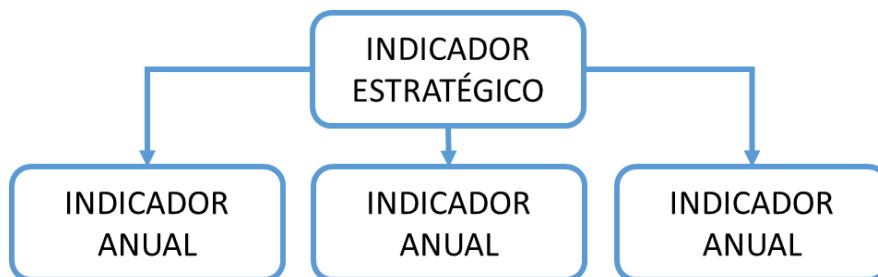 INDICADOR
ESTRATÉGICO
INDICADOR
ANUAL
INDICADOR
ANUAL
INDICADOR
ANUAL